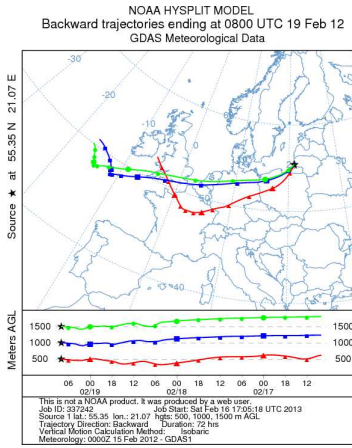 NOAA HYSPLIT MODEL
Backward trajectories ending at 0800 UTC 19 Feb 12
GDAS Meteorological Data
Source ★ at 55.35 N 21.07 E
-30
-20
-10
0
40
Meters AGL
1500
1000
500
1500
1000
500
06 00 18 12 06 00 18 12 06 00 18 12
02/19 02/18 02/17
This is not a NOAA product. It was produced by a web user.
Job ID: 337242 Job Start: Sat Feb 16 17:05:18 UTC 2013
Source 1 lat.: 55.35 lon.: 21.07 hgts: 500, 1000, 1500 m AGL
Trajectory Direction: Backward Duration: 72 hrs
Vertical Motion Calculation Method: Isobaric
Meteorology: 0000Z 15 Feb 2012 - GDAS1